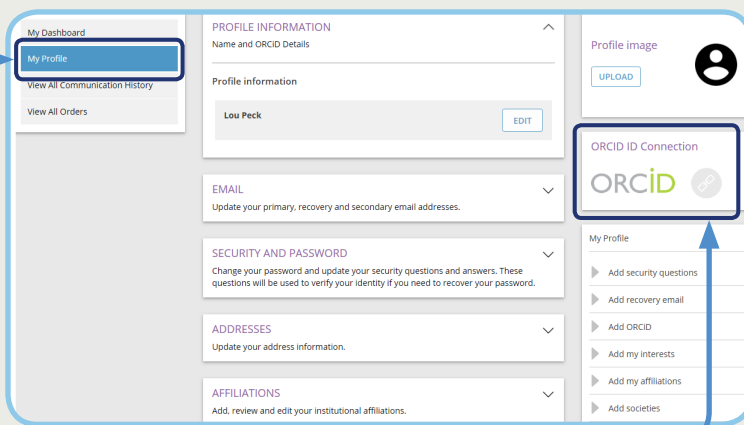 My Dashboard
My Profile
View All Communication History
View All Orders
PROFILE INFORMATION
Name and ORCiD Details
Profile information
Lou Peck
EDIT
EMAIL
Update your primary, recovery and secondary email addresses.
SECURITY AND PASSWORD
Change your password and update your security questions and answers. These
questions will be used to verify your identity if you need to recover your password.
ADDRESSES
Update your address information.
AFFILIATIONS
Add, review and edit your institutional affiliations.
Profile image
UPLOAD
ORCID ID Connection
ORCiD
My Profile
Add security questions
Add recovery email
Add ORCiD
Add my interests
Add my affiliations
Add societies